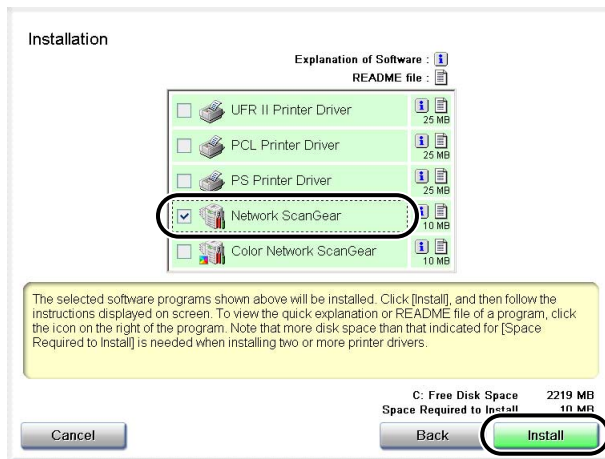 Installation
Explanation of Software :
README file :
UFR II Printer Driver
25 MB
PCL Printer Driver
25 MB
PS Printer Driver
25 MB
Network ScanGear
10 MB
Color Network ScanGear
10 MB
The selected software programs shown above will be installed. Click [Install], and then follow the
instructions displayed on screen. To view the quick explanation or README file of a program, click
the icon on the right of the program. Note that more disk space than that indicated for [Space
Required to Install] is needed when installing two or more printer drivers.
C: Free Disk Space 2219 MB
Space Required to Install 10 MB
Cancel Back Install